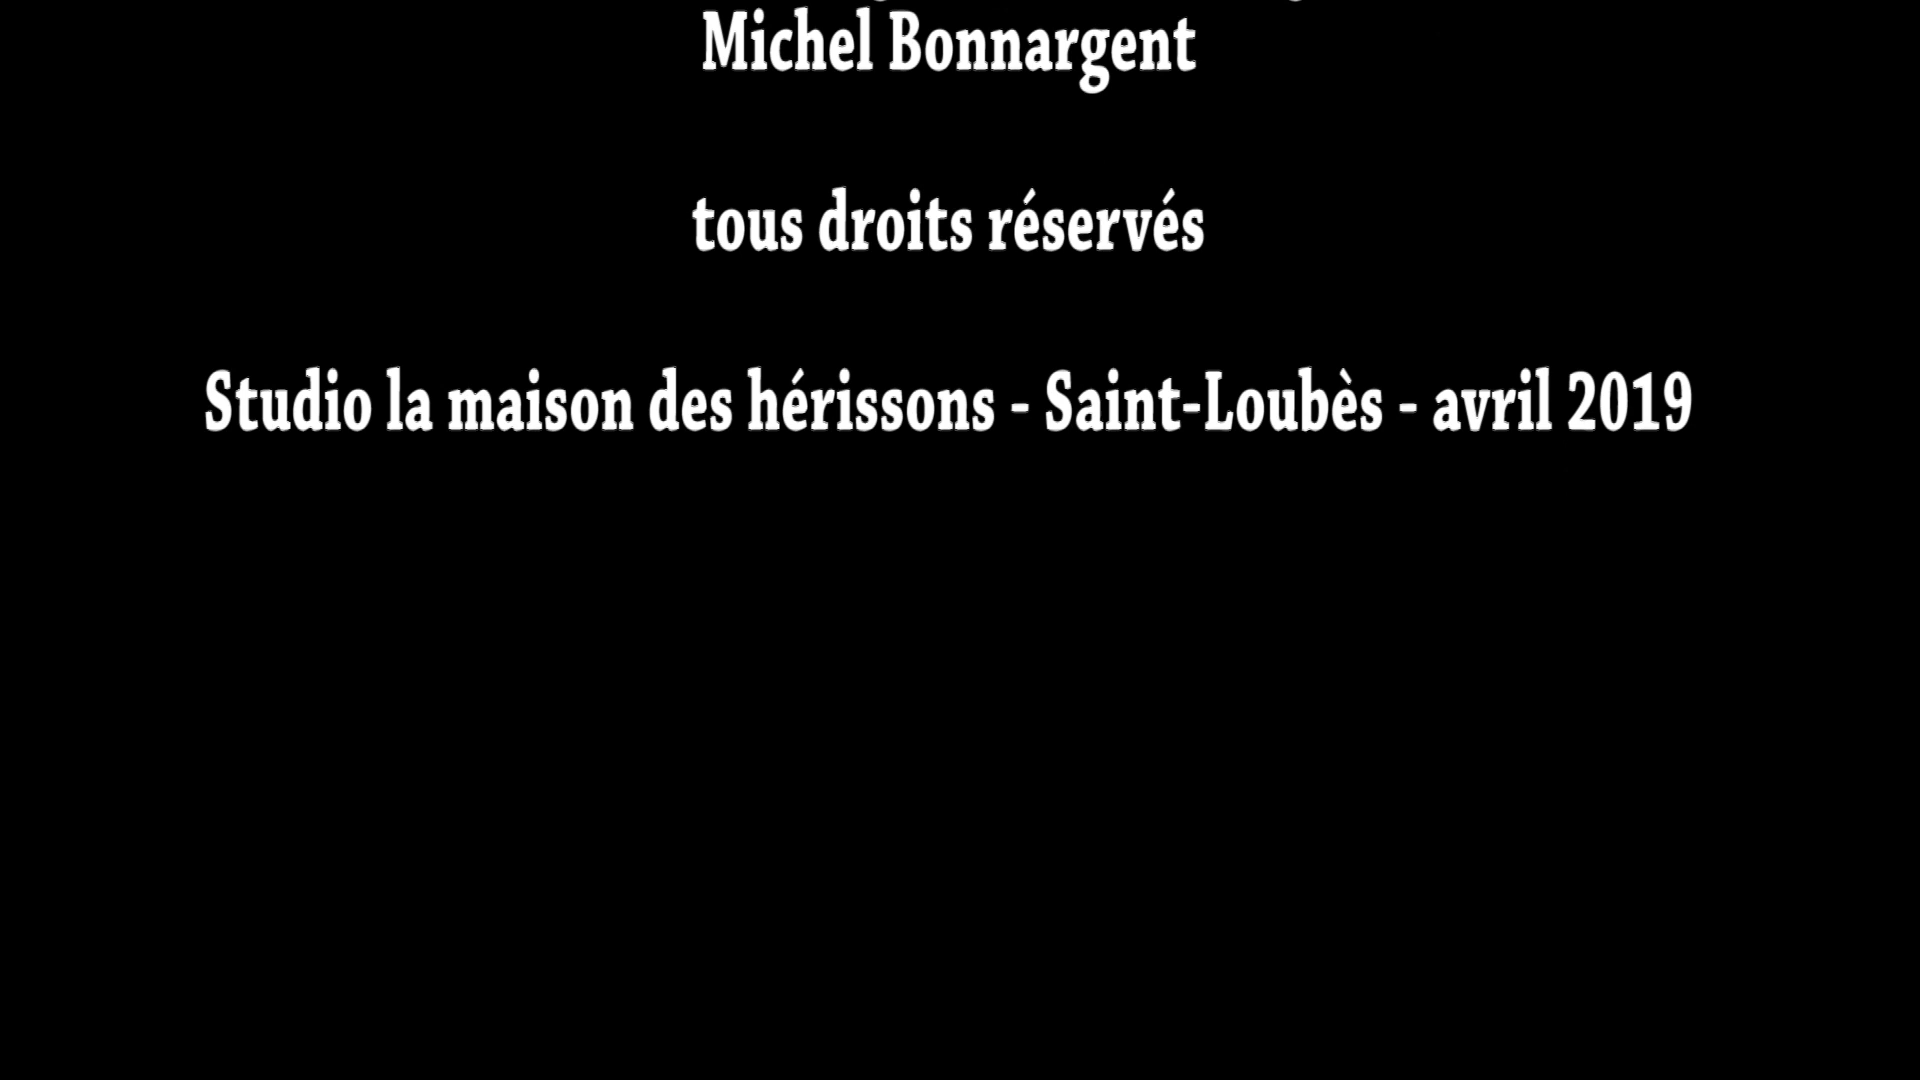 Michel Bonnargent
tous droits réservés
Studio la maison des hérissons - Saint-Loubès - avril 2019